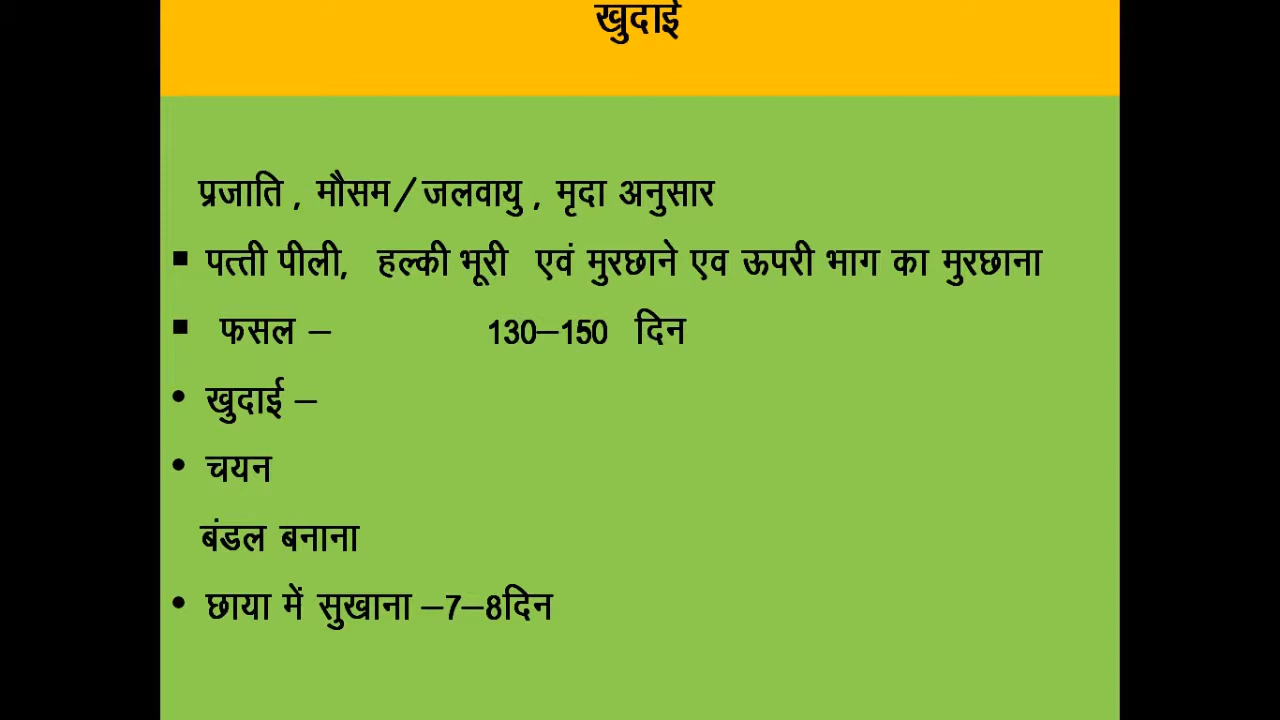 खुदाई
प्रजाति , मौसम/जलवायु , मृदा अनुसार
▪ पत्ती पीली, हल्की भूरी एवं मुरछाने एव ऊपरी भाग का मुरछाना
▪ फसल – 130–150 दिन
• खुदाई –
• चयन
बंडल बनाना
• छाया में सुखाना –7–8दिन